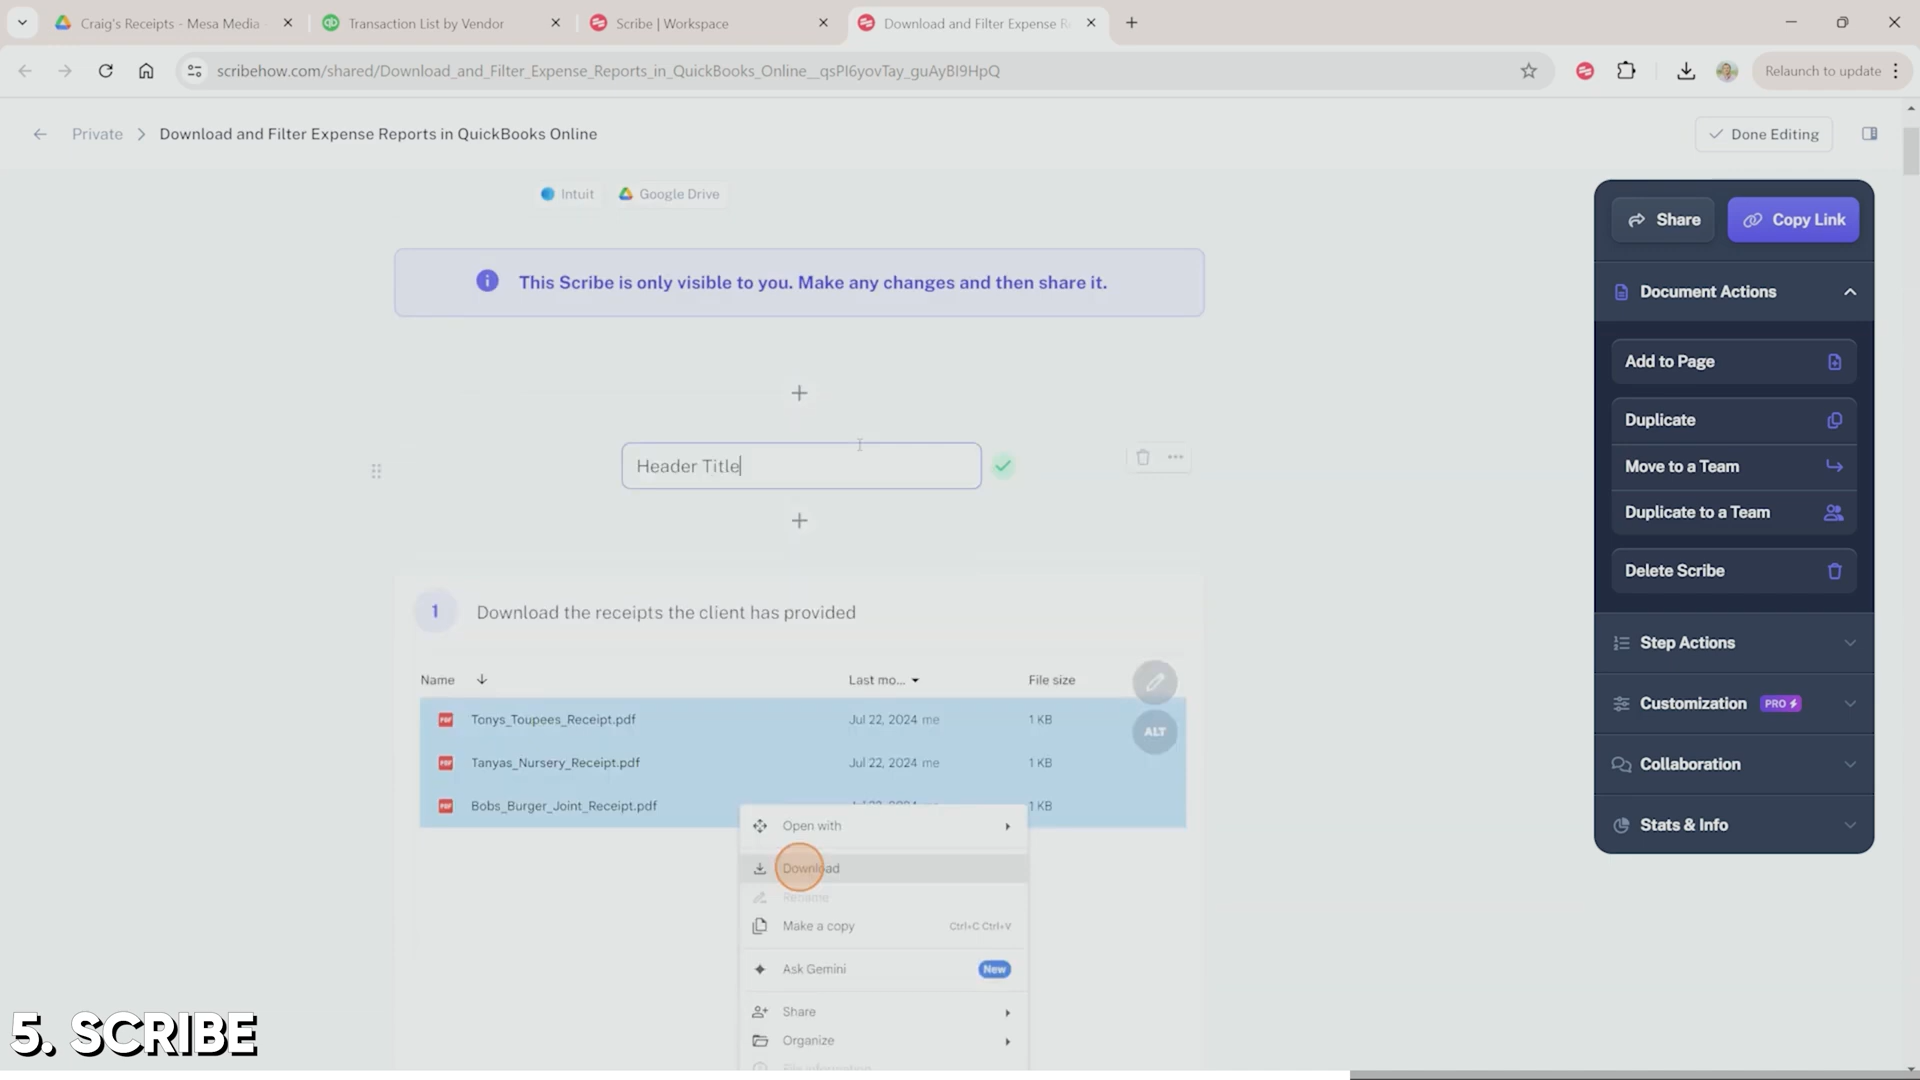 Craig's Receipts - Mesa Media
Transaction List by Vendor
Scribe | Workspace
Download and Filter Expense R
scribehow.com/shared/Download_and_Filter_Expense_Reports_in_QuickBooks_Online__qsPI6yovTay_guAyBI9HpQ
Relaunch to update
Private
Download and Filter Expense Reports in QuickBooks Online
Done Editing
Intuit
Google Drive
Share
Copy Link
This Scribe is only visible to you. Make any changes and then share it.
Document Actions
Add to Page
Duplicate
Header Title
Move to a Team
Duplicate to a Team
Delete Scribe
1
Download the receipts the client has provided
Step Actions
Name
Last mo...
File size
Customization PRO
Tonys_Toupees_Receipt.pdf
Jul 22, 2024 me
1 KB
ALT
Tanyas_Nursery_Receipt.pdf
Jul 22, 2024 me
1 KB
Collaboration
Bobs_Burger_Joint_Receipt.pdf
1 KB
Open with
Stats & Info
Download
Rename
Make a copy
Ctrl+C Ctrl+V
Ask Gemini
New
Share
Organize
5. SCRIBE